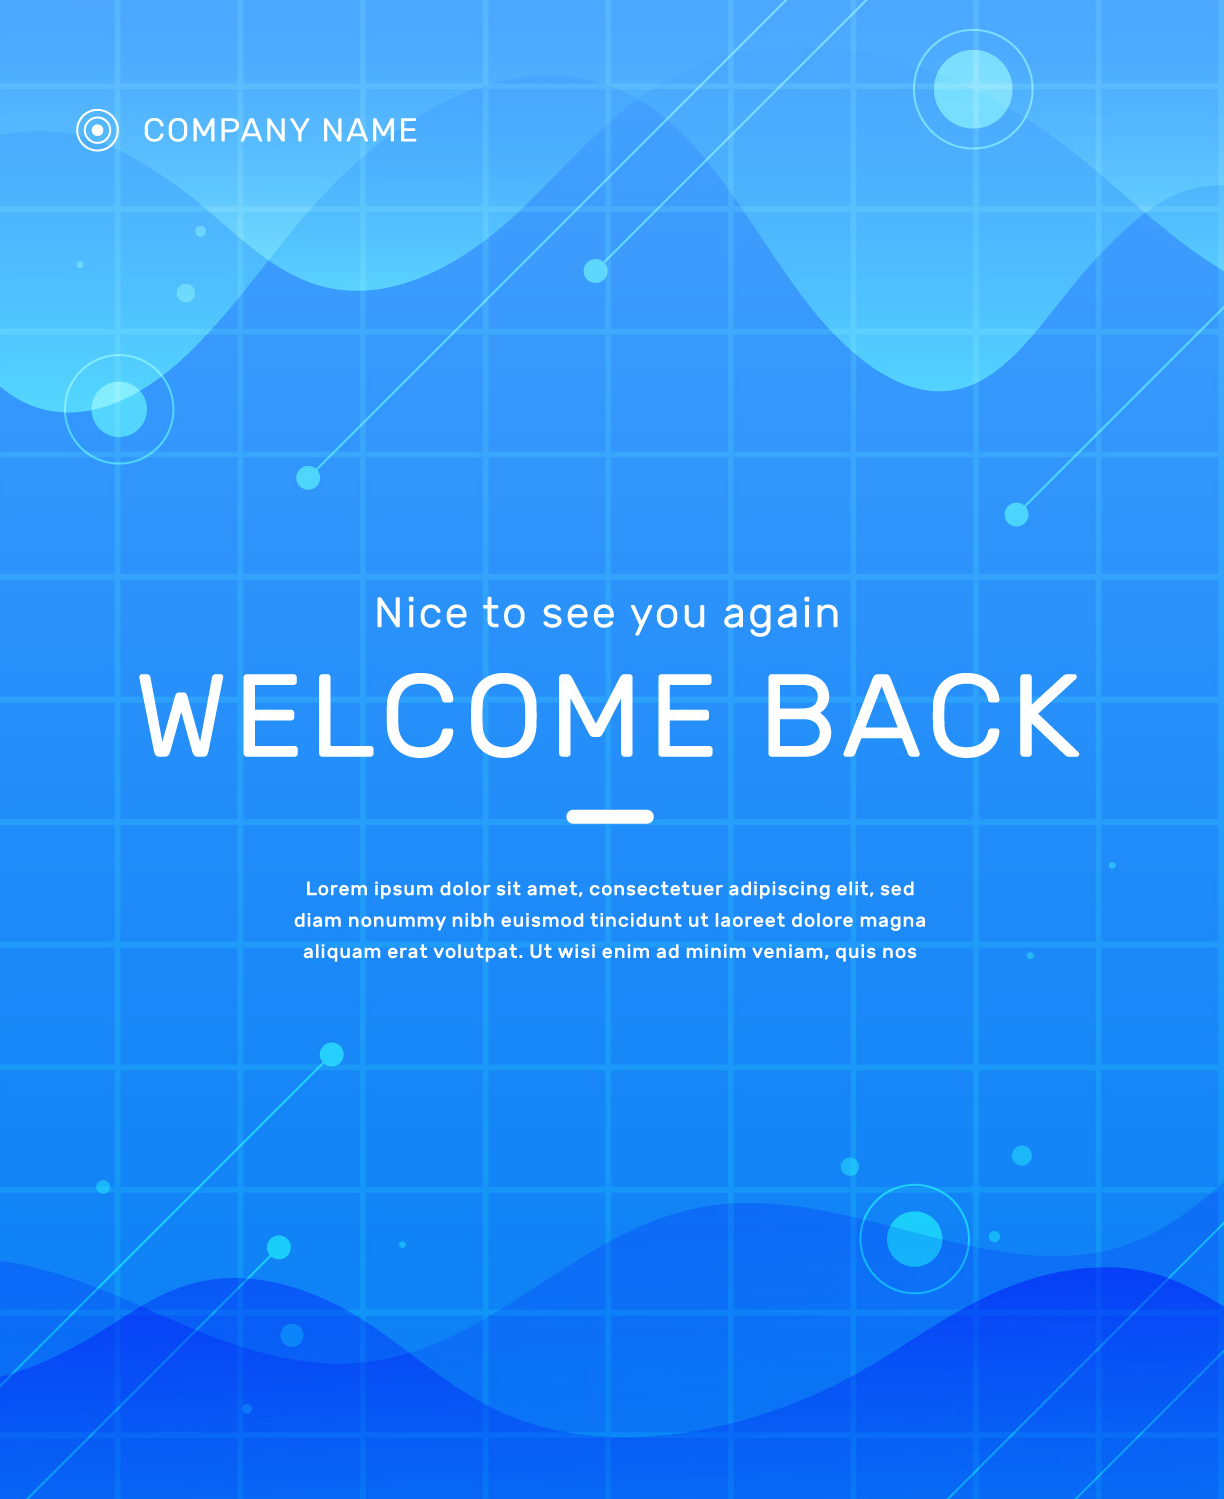 COMPANY NAME
Nice to see you again
WELCOME BACK
Lorem ipsum dolor sit amet, consectetuer adipiscing elit, sed
diam nonummy nibh euismod tincidunt ut laoreet dolore magna
aliquam erat volutpat. Ut wisi enim ad minim veniam, quis nos